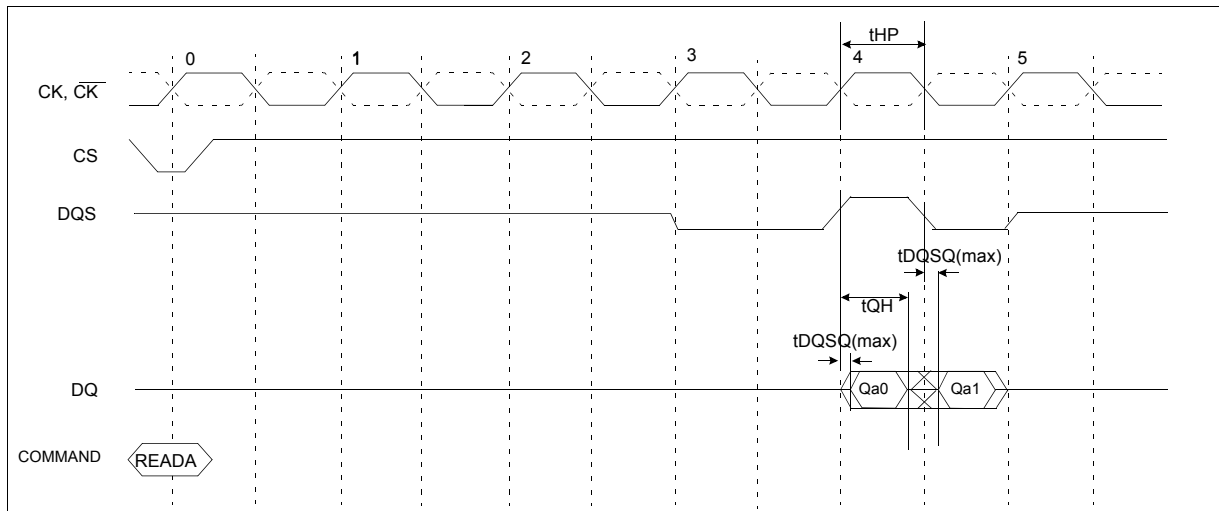 tHP
0 1 2 3 4 5
CK, C̅K̅
CS
DQS
tDQSQ(max)
tQH
tDQSQ(max)
DQ Qa0 Qa1
COMMAND READA